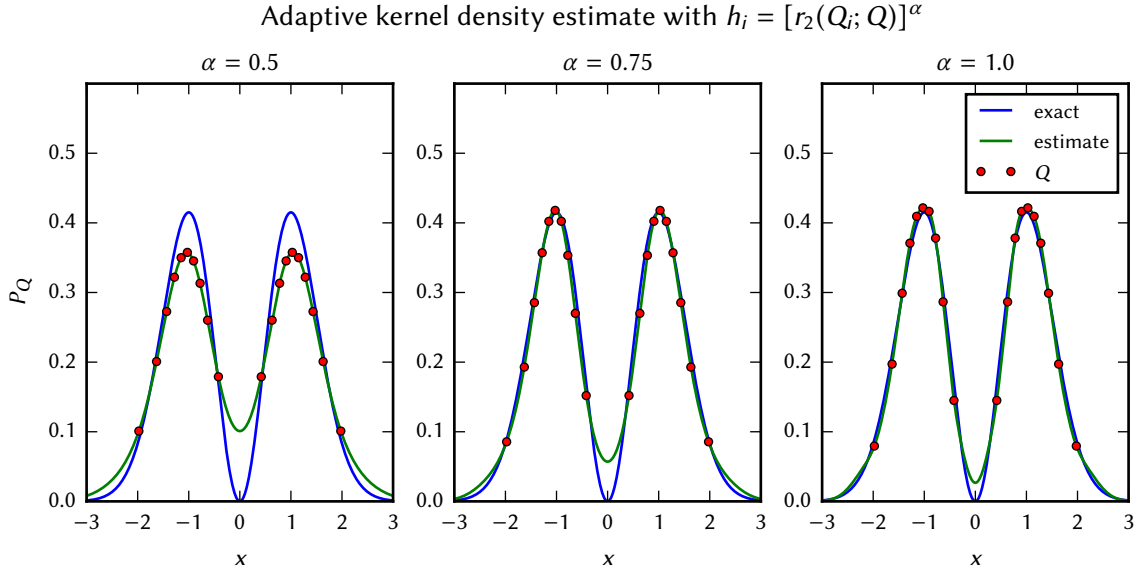 Adaptive kernel density estimate with $h_i = [r_2(Q_i; Q)]^\alpha$
α = 0.5
α = 0.75
α = 1.0
exact
estimate
Q
P_Q
0.5
0.4
0.3
0.2
0.1
0.0
−3 −2 −1 0 1 2 3
x
0.5
0.4
0.3
0.2
0.1
0.0
−3 −2 −1 0 1 2 3
x
0.5
0.4
0.3
0.2
0.1
0.0
−3 −2 −1 0 1 2 3
x